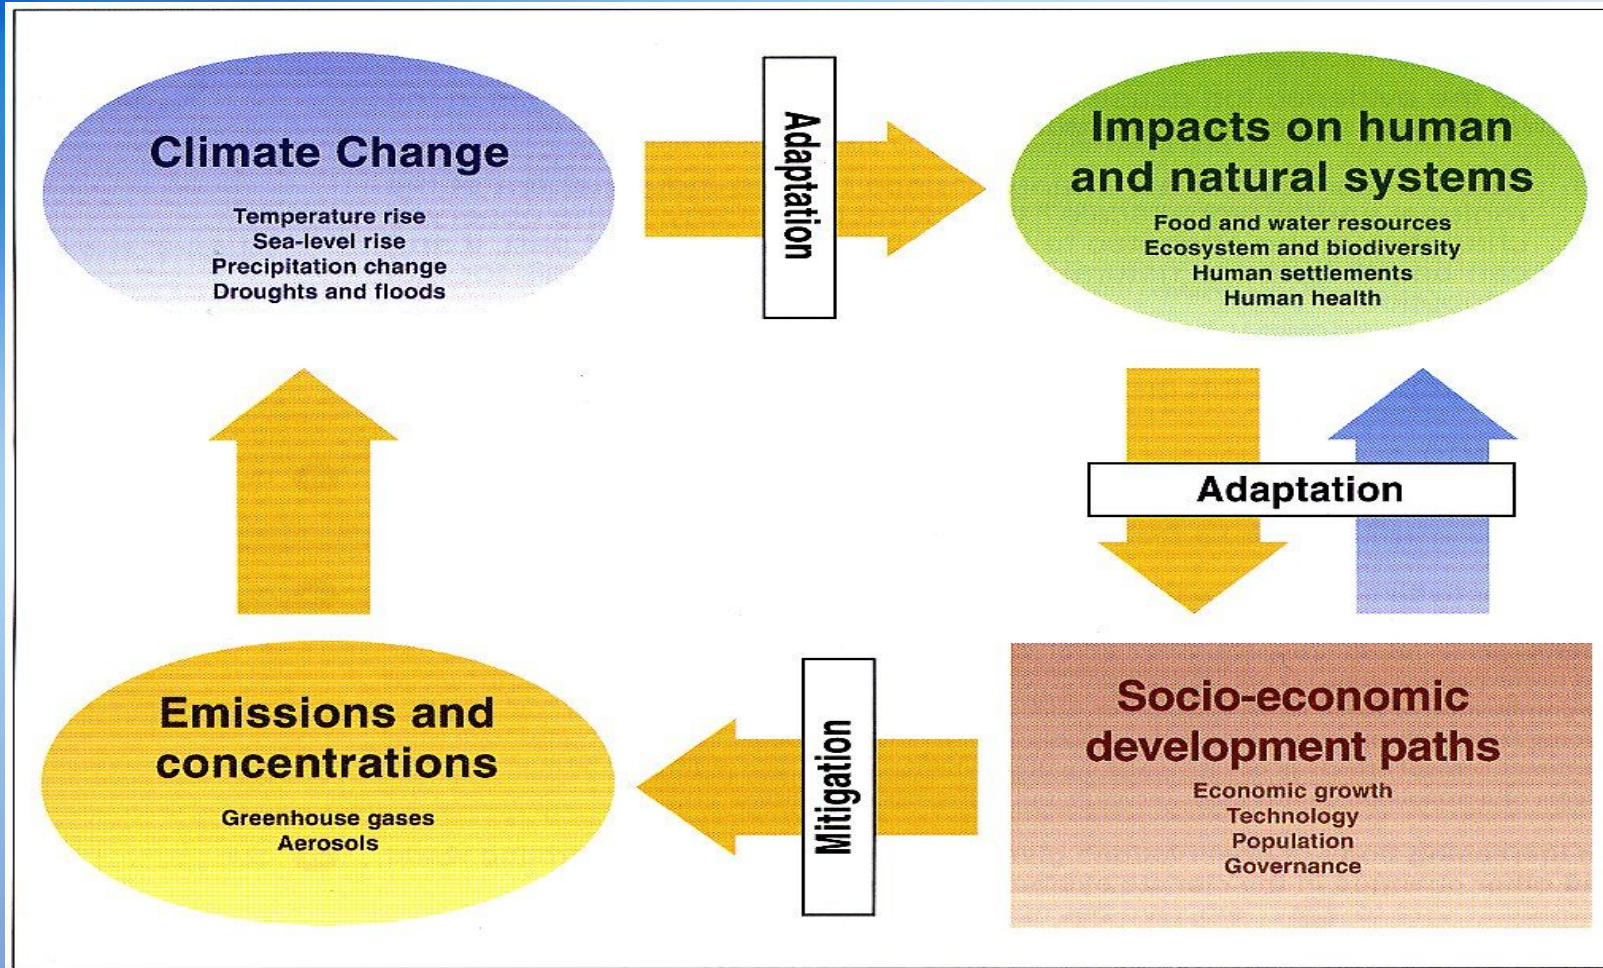 Climate Change
Temperature rise
Sea-level rise
Precipitation change
Droughts and floods
Adaptation
Impacts on human
and natural systems
Food and water resources
Ecosystem and biodiversity
Human settlements
Human health
Adaptation
Socio-economic
development paths
Economic growth
Technology
Population
Governance
Mitigation
Emissions and
concentrations
Greenhouse gases
Aerosols